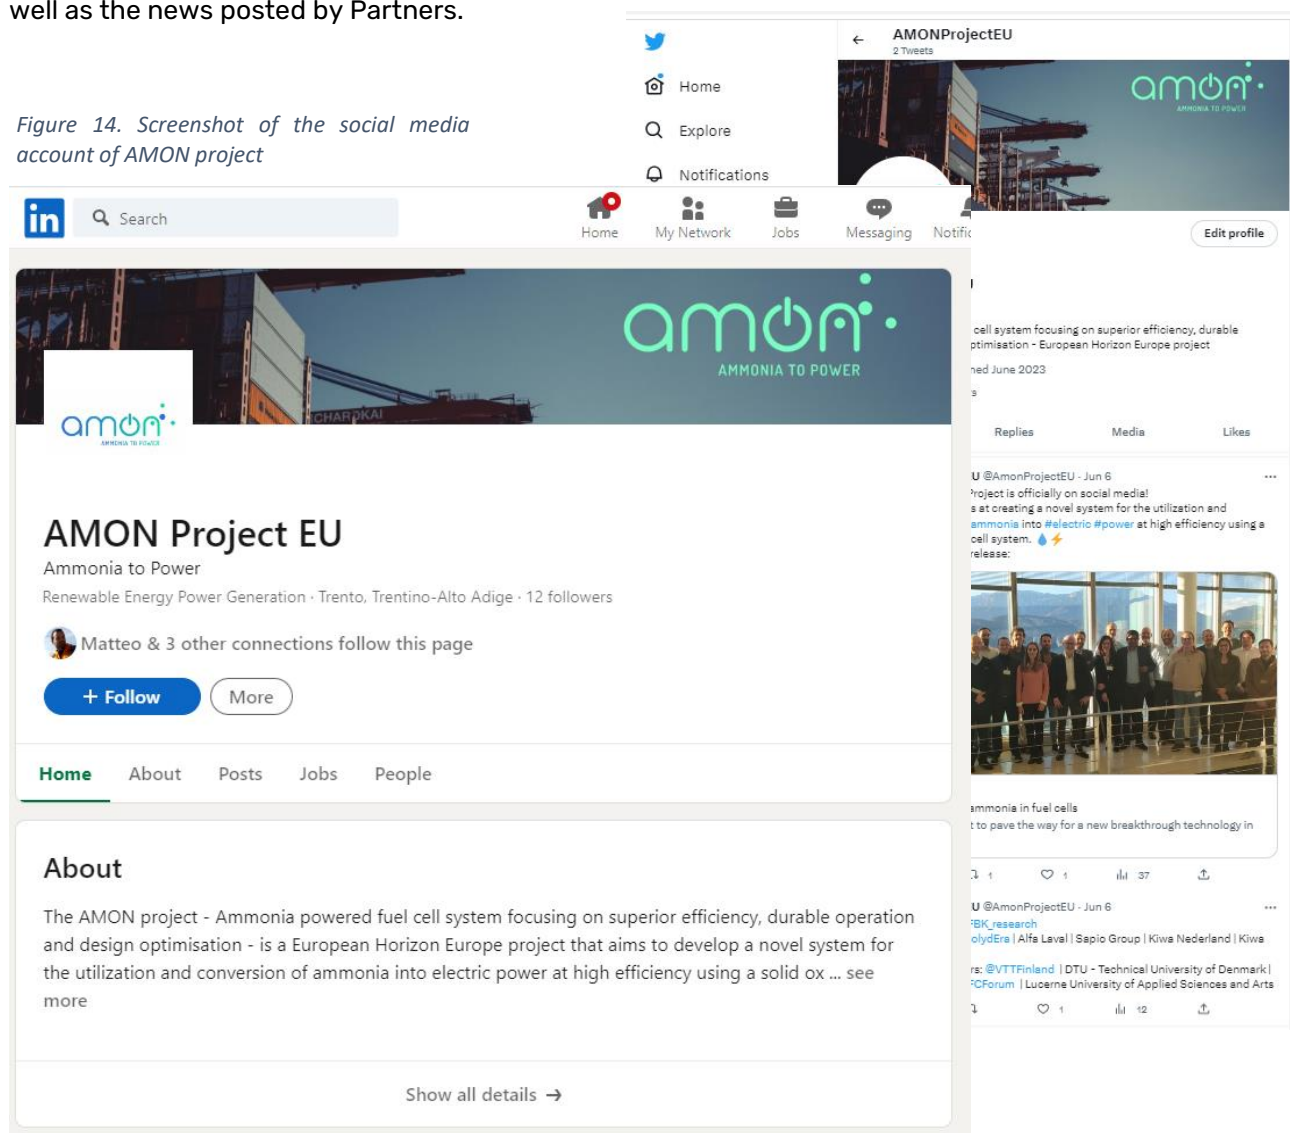 well as the news posted by Partners.
Figure 14. Screenshot of the social media
account of AMON project
AMONProjectEU
2 Tweets
Home
Explore
Notifications
amon
AMMONIA TO POWER
Edit profile
cell system focusing on superior efficiency, durable
ptimisation - European Horizon Europe project
ned June 2023
s
Replies Media Likes
U @AmonProjectEU · Jun 6
Project is officially on social media!
s at creating a novel system for the utilization and
ammonia into #electric #power at high efficiency using a
cell system.
release:
ammonia in fuel cells
t to pave the way for a new breakthrough technology in
1 1 37
U @AmonProjectEU · Jun 6
FBK_research
olydEra | Alfa Laval | Sapio Group | Kiwa Nederland | Kiwa
rs: @VTTFinland | DTU - Technical University of Denmark |
FCForum | Lucerne University of Applied Sciences and Arts
1 12
in
Search
Home My Network Jobs Messaging Notific
CHARDKAI
amon
AMMONIA TO POWER
amon
AMMONIA TO POWER
AMON Project EU
Ammonia to Power
Renewable Energy Power Generation · Trento, Trentino-Alto Adige · 12 followers
Matteo & 3 other connections follow this page
+ Follow More
Home About Posts Jobs People
About
The AMON project - Ammonia powered fuel cell system focusing on superior efficiency, durable operation
and design optimisation - is a European Horizon Europe project that aims to develop a novel system for
the utilization and conversion of ammonia into electric power at high efficiency using a solid ox ... see
more
Show all details →